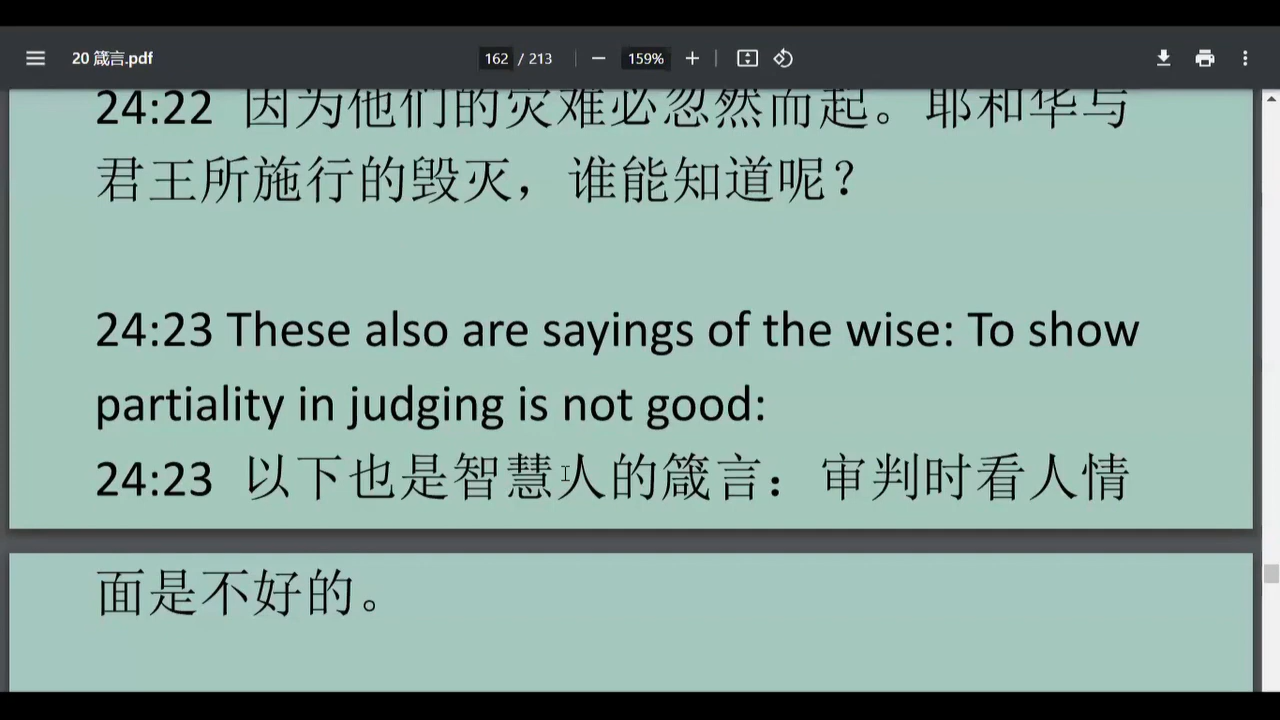 20 箴言.pdf
162 / 213
159%
24:22 因为他们的灾难必忽然而起。耶和华与
君王所施行的毁灭，谁能知道呢？
24:23 These also are sayings of the wise: To show
partiality in judging is not good:
24:23 以下也是智慧人的箴言：审判时看人情
面是不好的。